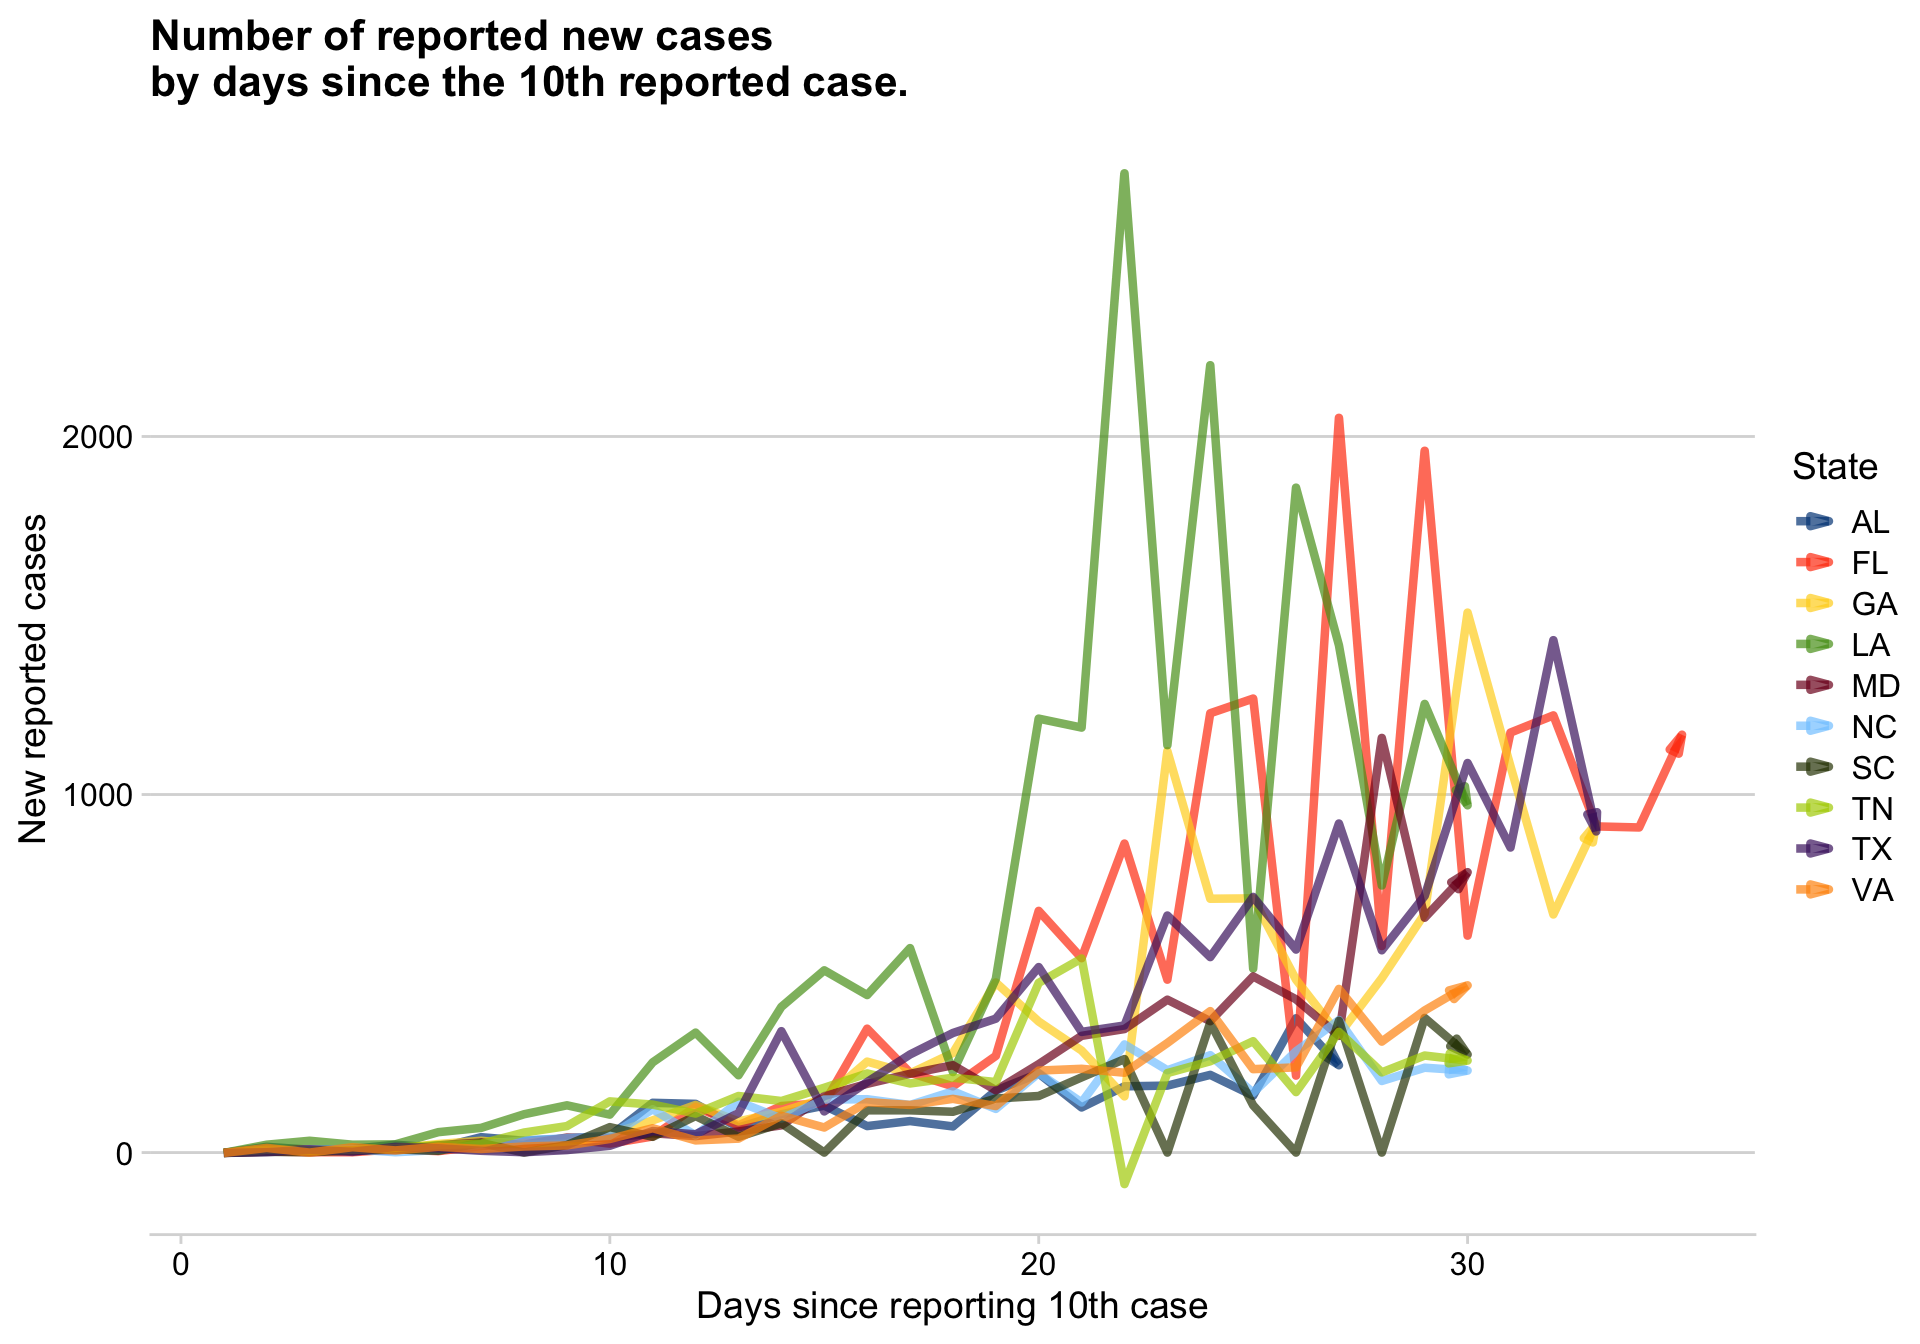 Number of reported new cases
by days since the 10th reported case.
New reported cases
2000
1000
0
0 10 20 30
Days since reporting 10th case
State
AL
FL
GA
LA
MD
NC
SC
TN
TX
VA